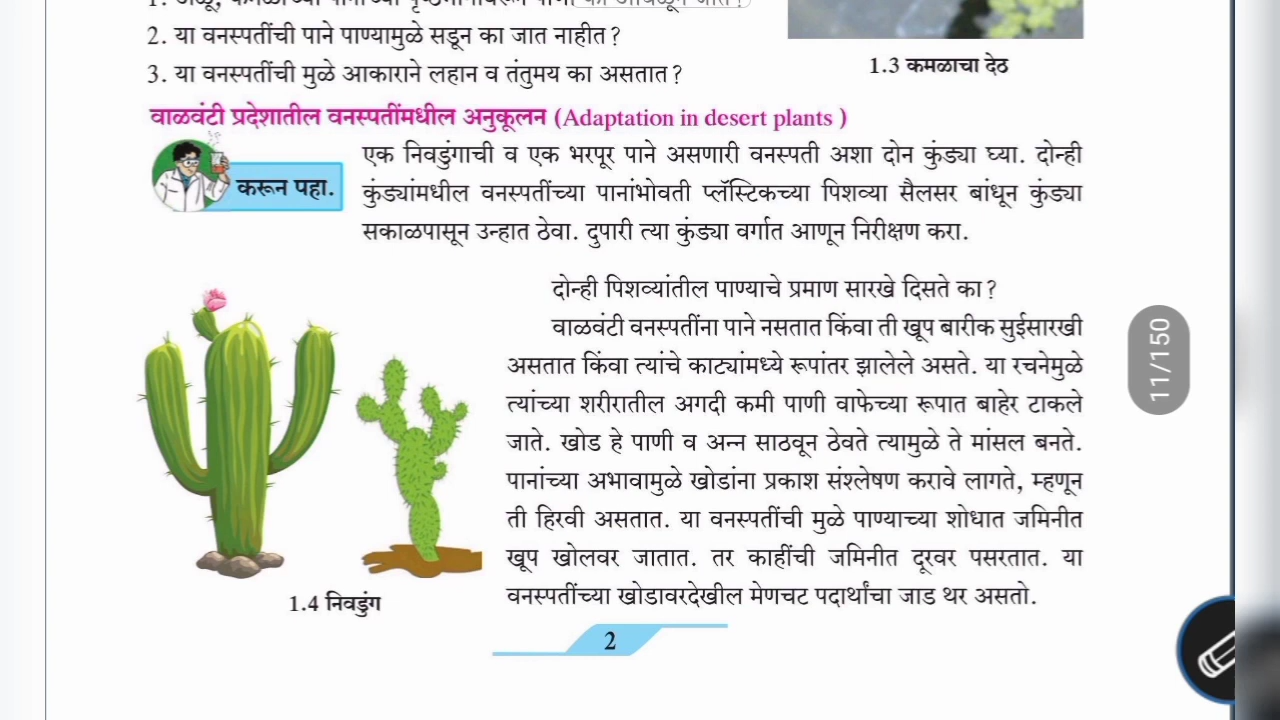 2. या वनस्पतींची पाने पाण्यामुळे सडून का जात नाहीत ?
3. या वनस्पतींची मुळे आकाराने लहान व तंतुमय का असतात ?
1.3 कमळाचा देठ
वाळवंटी प्रदेशातील वनस्पतींमधील अनुकूलन (Adaptation in desert plants )
करून पहा.
एक निवडुंगाची व एक भरपूर पाने असणारी वनस्पती अशा दोन कुंड्या घ्या. दोन्ही
कुंड्यांमधील वनस्पतींच्या पानांभोवती प्लॅस्टिकच्या पिशव्या सैलसर बांधून कुंड्या
सकाळपासून उन्हात ठेवा. दुपारी त्या कुंड्या वर्गात आणून निरीक्षण करा.
दोन्ही पिशव्यांतील पाण्याचे प्रमाण सारखे दिसते का ?
वाळवंटी वनस्पतींना पाने नसतात किंवा ती खूप बारीक सुईसारखी
असतात किंवा त्यांचे काट्यांमध्ये रूपांतर झालेले असते. या रचनेमुळे
त्यांच्या शरीरातील अगदी कमी पाणी वाफेच्या रूपात बाहेर टाकले
जाते. खोड हे पाणी व अन्न साठवून ठेवते त्यामुळे ते मांसल बनते.
पानांच्या अभावामुळे खोडांना प्रकाश संश्लेषण करावे लागते, म्हणून
ती हिरवी असतात. या वनस्पतींची मुळे पाण्याच्या शोधात जमिनीत
खूप खोलवर जातात. तर काहींची जमिनीत दूरवर पसरतात. या
वनस्पतींच्या खोडावरदेखील मेणचट पदार्थांचा जाड थर असतो.
1.4 निवडुंग
2
11/150